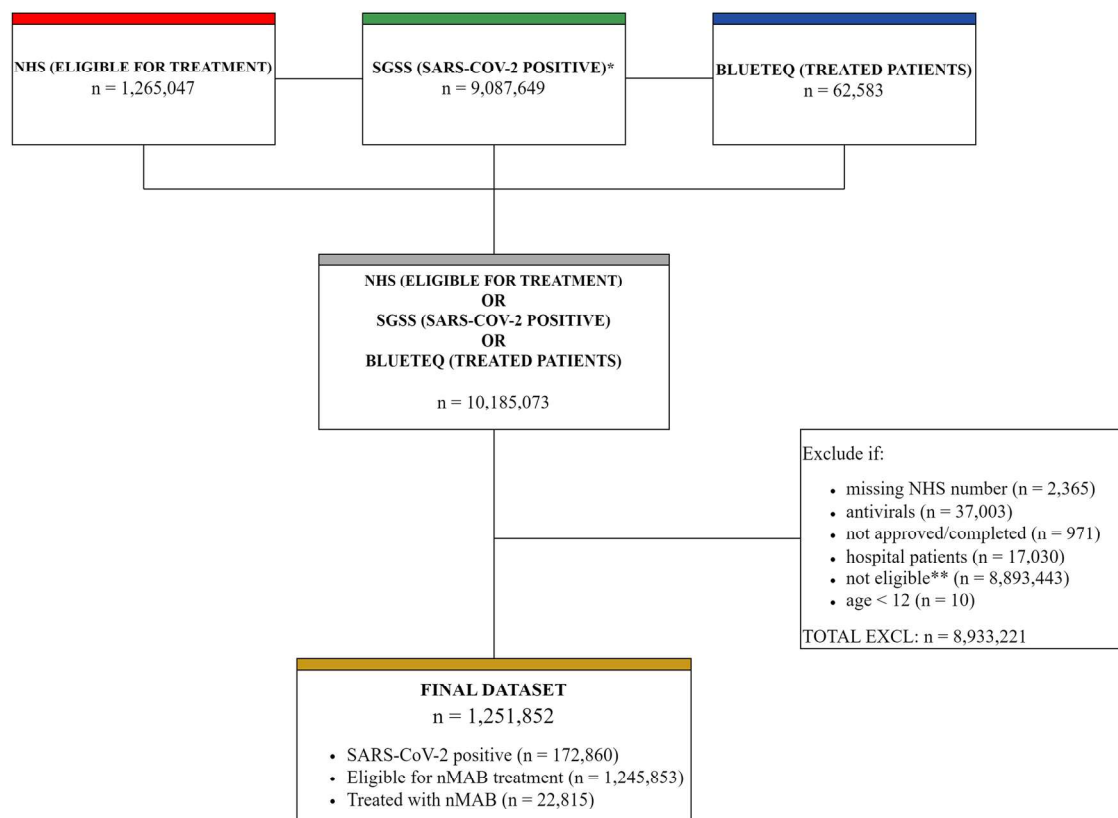 NHS (ELIGIBLE FOR TREATMENT)
n = 1,265,047
SGSS (SARS-COV-2 POSITIVE)*
n = 9,087,649
BLUETEQ (TREATED PATIENTS)
n = 62,583
NHS (ELIGIBLE FOR TREATMENT)
OR
SGSS (SARS-COV-2 POSITIVE)
OR
BLUETEQ (TREATED PATIENTS)
n = 10,185,073
Exclude if:
• missing NHS number (n = 2,365)
• antivirals (n = 37,003)
• not approved/completed (n = 971)
• hospital patients (n = 17,030)
• not eligible** (n = 8,893,443)
• age < 12 (n = 10)
TOTAL EXCL: n = 8,933,221
FINAL DATASET
n = 1,251,852
• SARS-CoV-2 positive (n = 172,860)
• Eligible for nMAB treatment (n = 1,245,853)
• Treated with nMAB (n = 22,815)